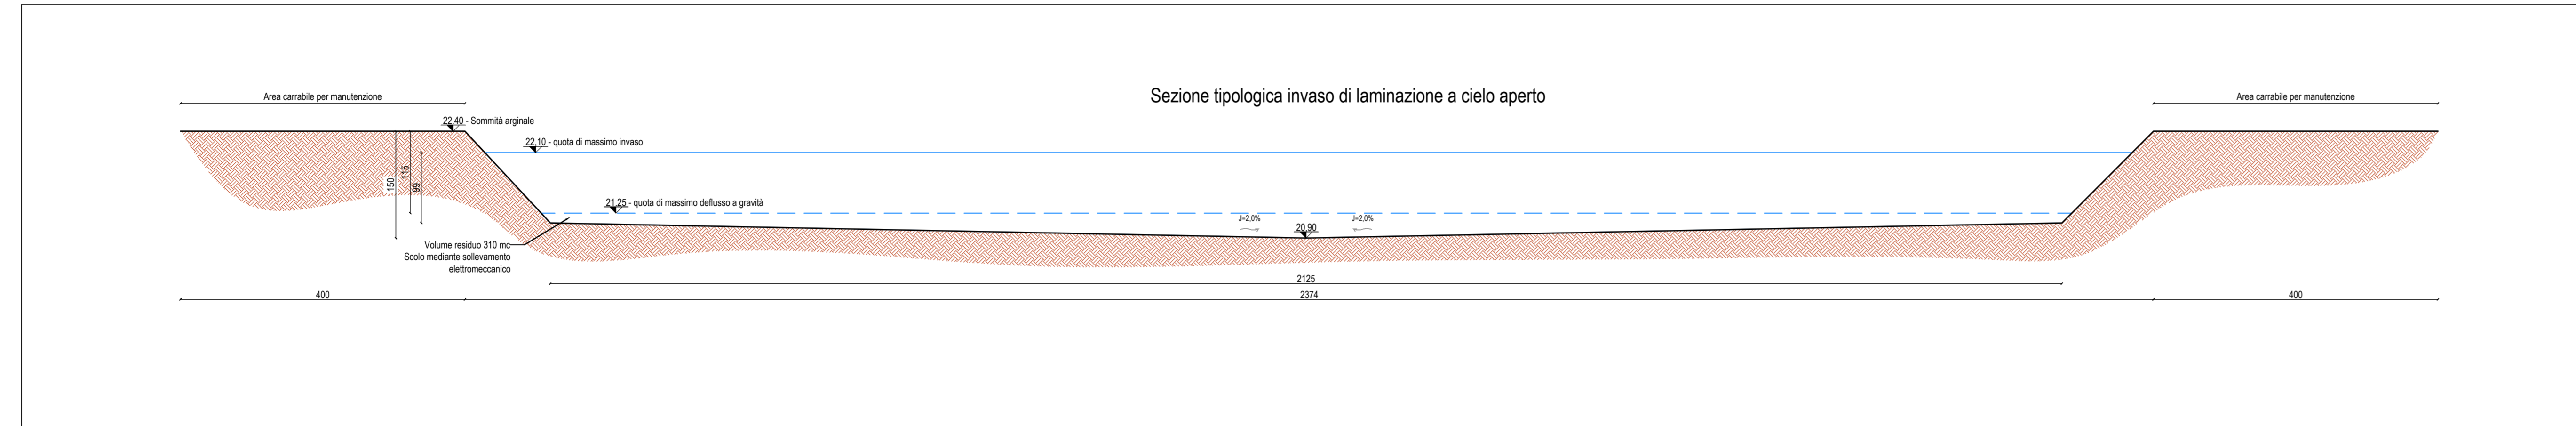 Sezione tipologica invaso di laminazione a cielo aperto
Area carrabile per manutenzione
Area carrabile per manutenzione
22.40 - Sommità arginale
22.10 - quota di massimo invaso
150
115
99
21.25 - quota di massimo deflusso a gravità
J=2,0%
J=2,0%
20.90
Volume residuo 310 mc
Scolo mediante sollevamento
elettromeccanico
2125
400
2374
400